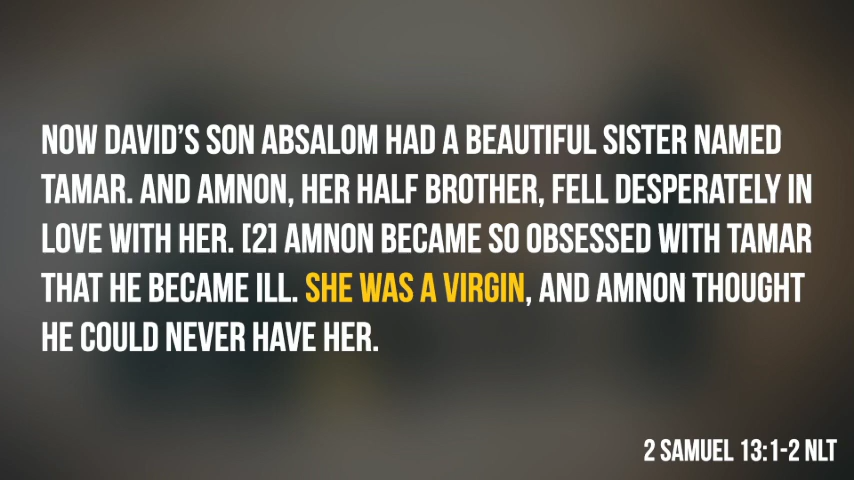 NOW DAVID’S SON ABSALOM HAD A BEAUTIFUL SISTER NAMED
TAMAR. AND AMNON, HER HALF BROTHER, FELL DESPERATELY IN
LOVE WITH HER. [2] AMNON BECAME SO OBSESSED WITH TAMAR
THAT HE BECAME ILL. SHE WAS A VIRGIN, AND AMNON THOUGHT
HE COULD NEVER HAVE HER.
2 SAMUEL 13:1-2 NLT